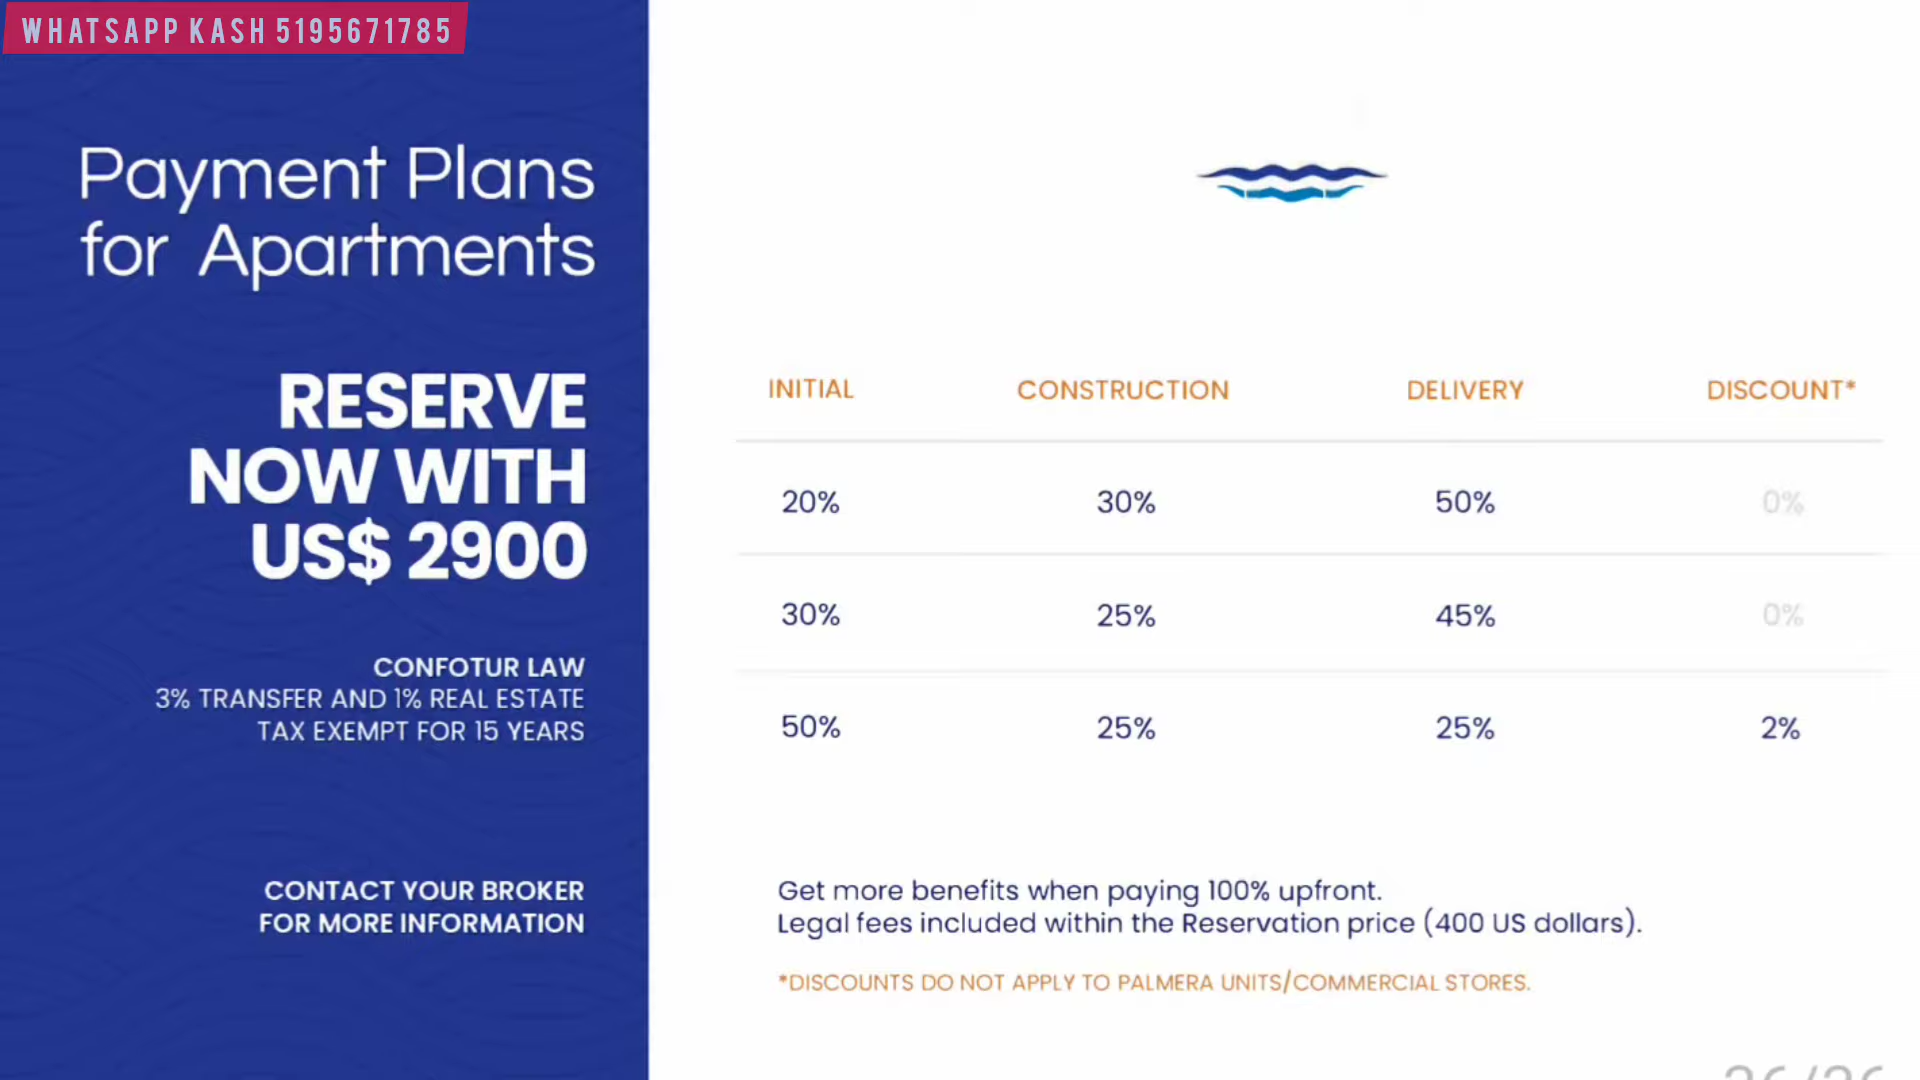 WHATSAPP KASH 5195671785
Payment Plans
for Apartments
RESERVE
NOW WITH
US$ 2900
CONFOTUR LAW
3% TRANSFER AND 1% REAL ESTATE
TAX EXEMPT FOR 15 YEARS
CONTACT YOUR BROKER
FOR MORE INFORMATION
INITIAL CONSTRUCTION DELIVERY DISCOUNT*
20% 30% 50% 0%
30% 25% 45% 0%
50% 25% 25% 2%
Get more benefits when paying 100% upfront.
Legal fees included within the Reservation price (400 US dollars).
*DISCOUNTS DO NOT APPLY TO PALMERA UNITS/COMMERCIAL STORES.